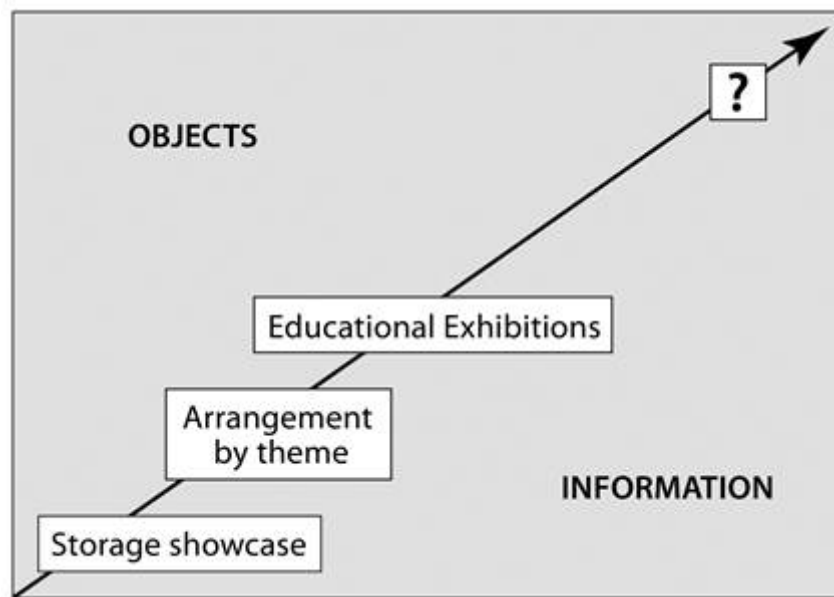 ?
OBJECTS
Educational Exhibitions
Arrangement
by theme
INFORMATION
Storage showcase